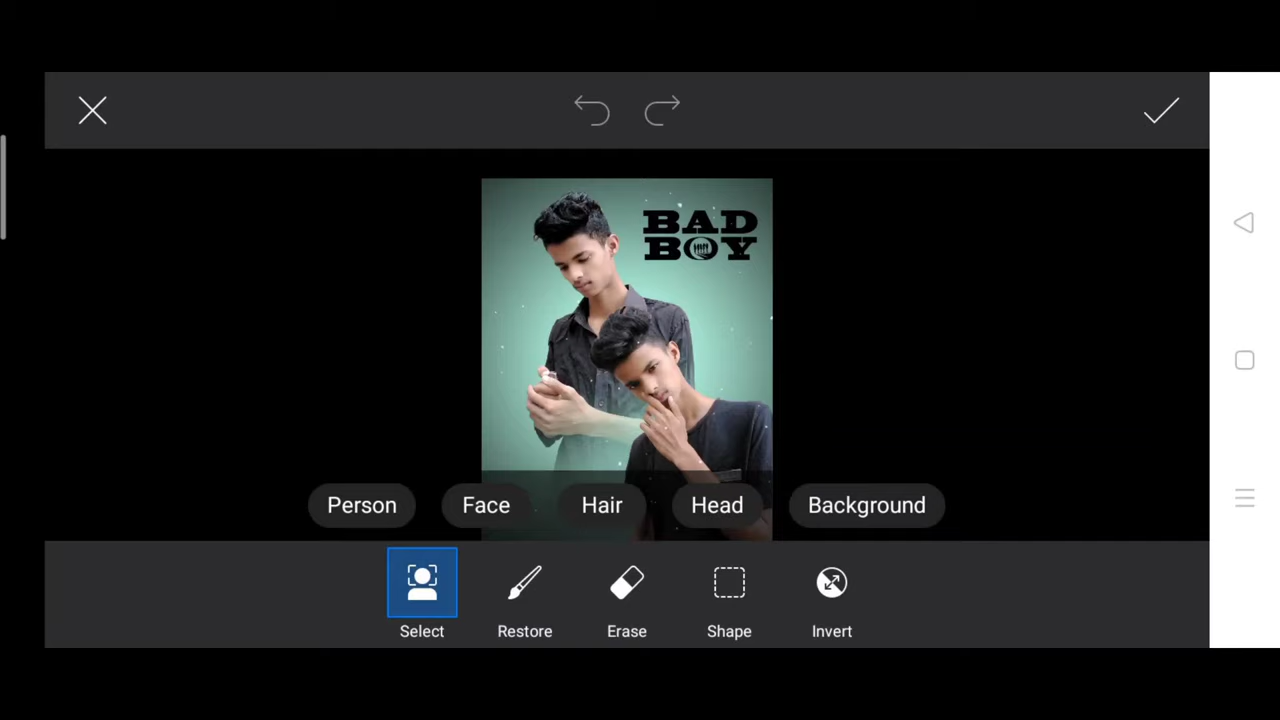 BAD
BOY
Person Face Hair Head Background
Select Restore Erase Shape Invert